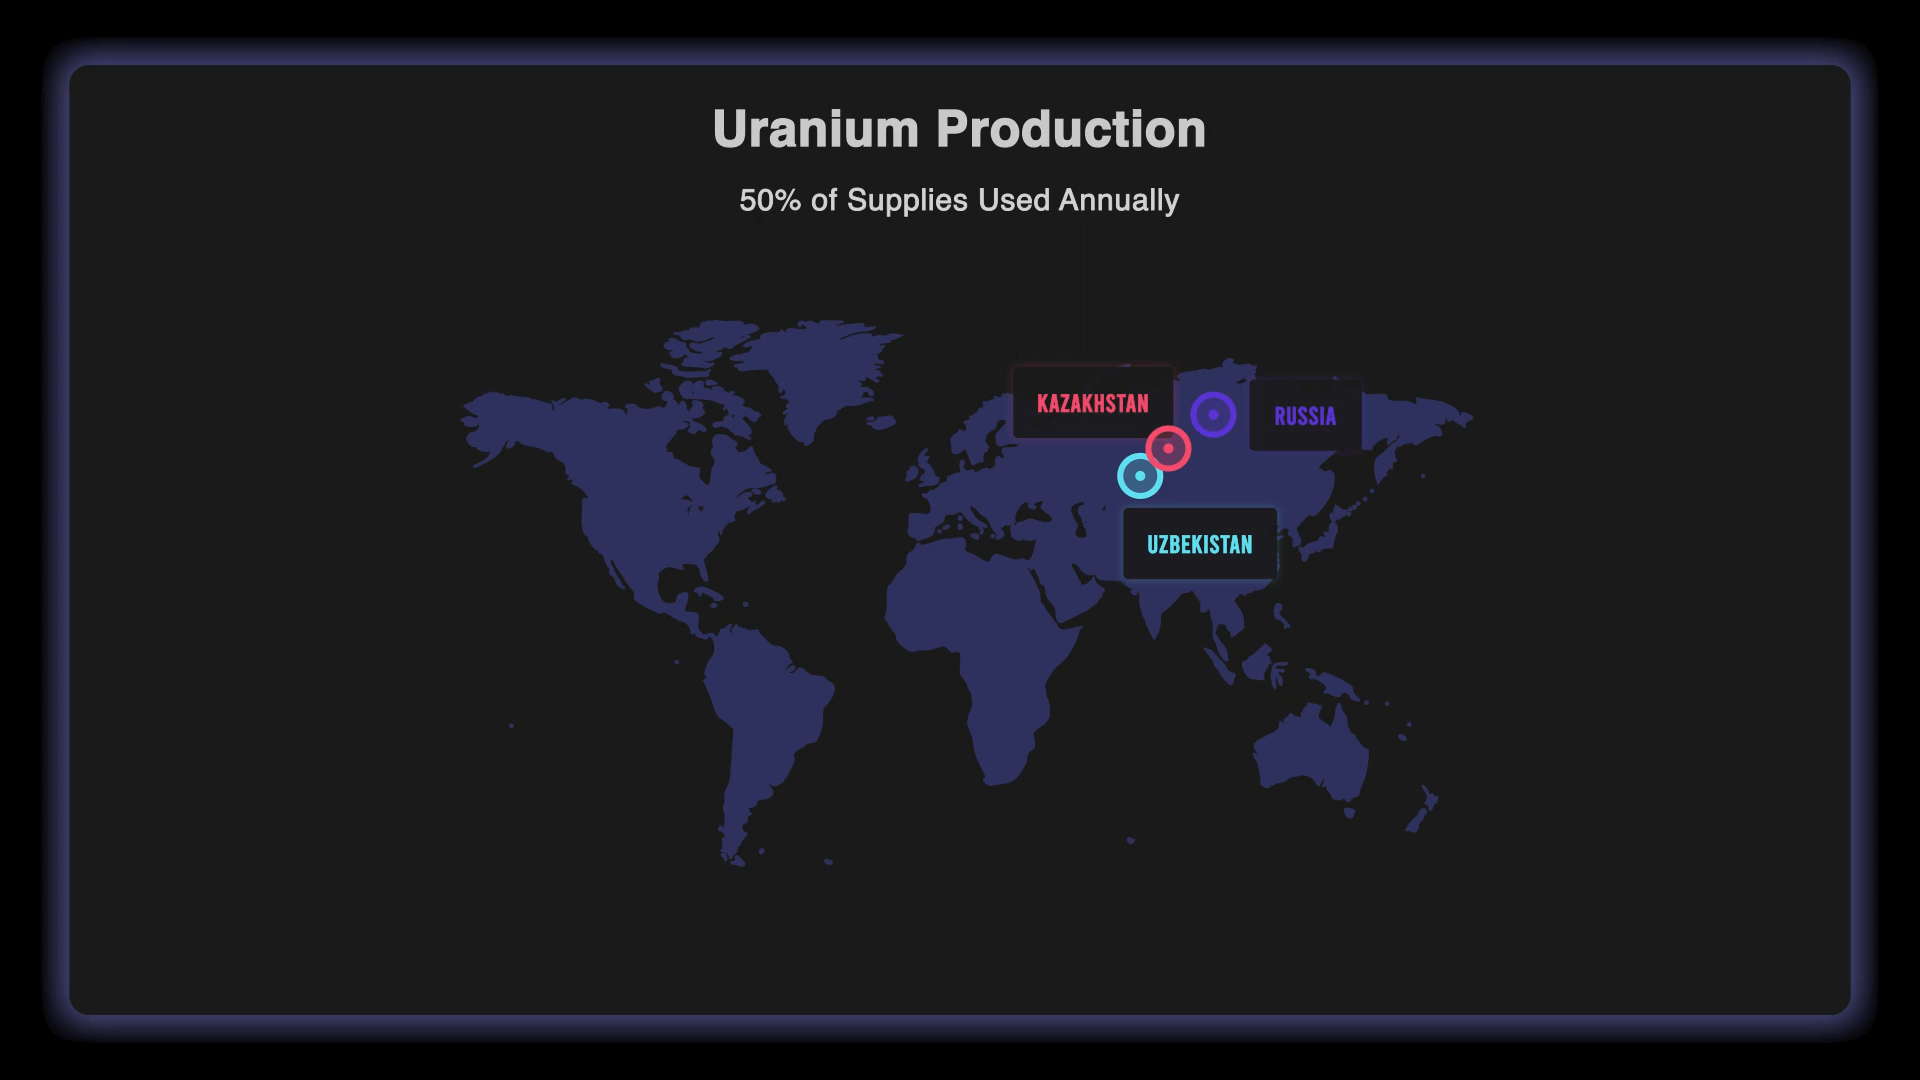 Uranium Production
50% of Supplies Used Annually
KAZAKHSTAN
RUSSIA
UZBEKISTAN